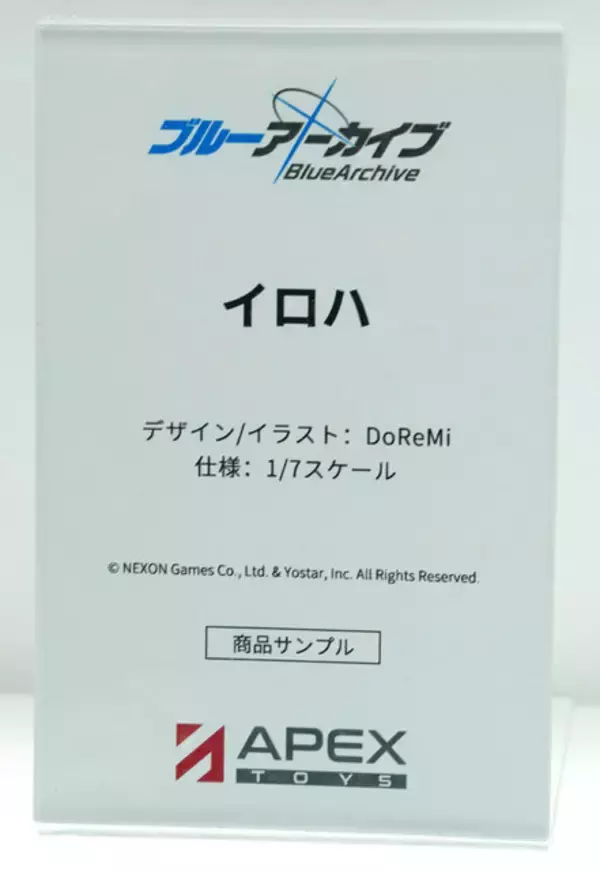 ブルーアーカイブ
BlueArchive
イロハ
デザイン/イラスト：DoReMi
仕様：1/7スケール
© NEXON Games Co., Ltd. & Yostar, Inc. All Rights Reserved.
商品サンプル
APEX
TOYS